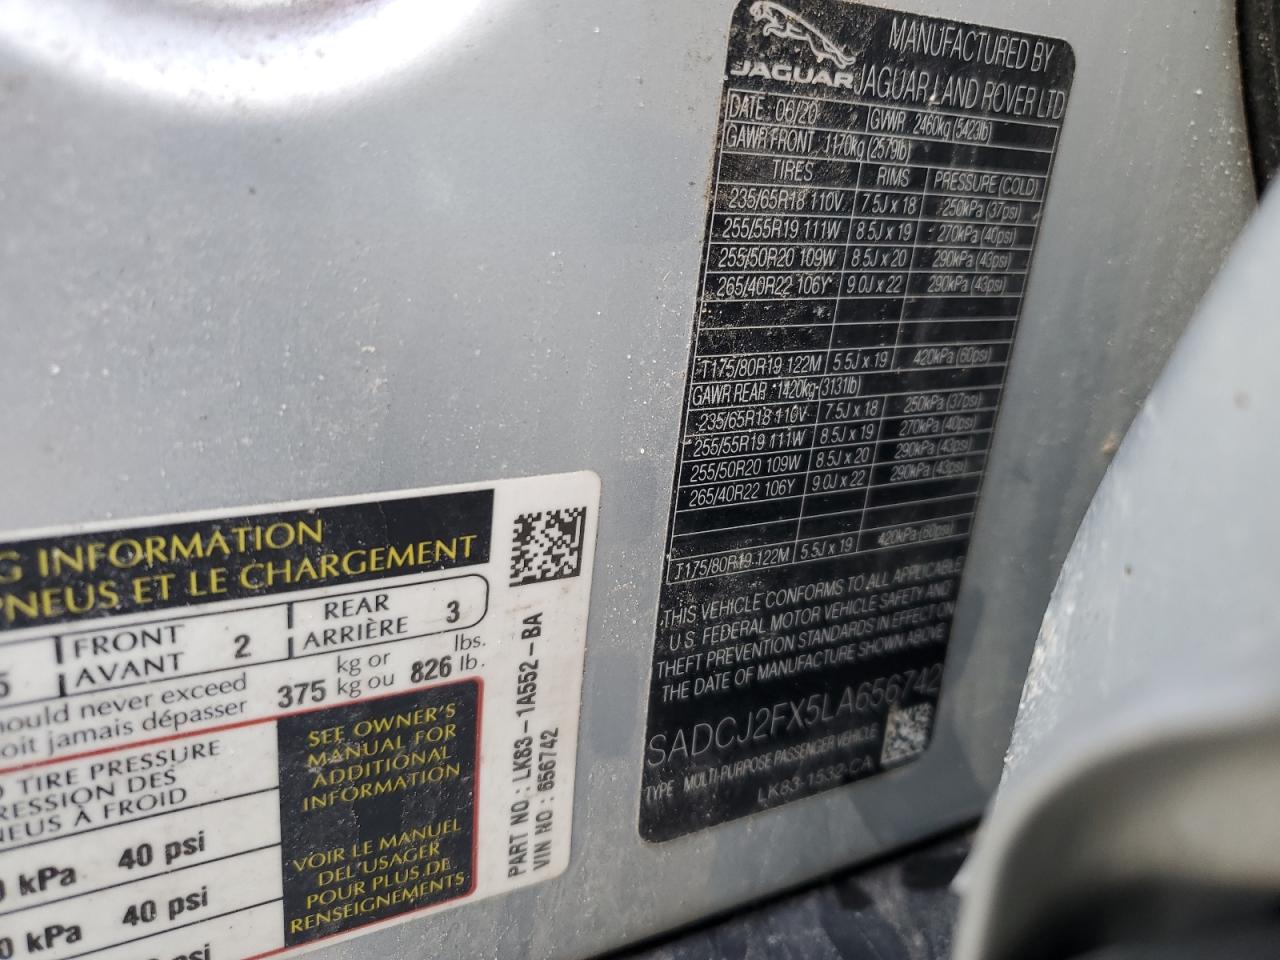 JAGUAR
MANUFACTURED BY
JAGUAR LAND ROVER LTD
DATE: 06/20 GVWR 2460kg (5423lb)
GAWR FRONT 1170kg (2579lb)
TIRES RIMS PRESSURE (COLD)
235/65R18 110V 7.5J x 18 250kPa (37psi)
255/55R19 111W 8.5J x 19 270kPa (40psi)
255/50R20 109W 8.5J x 20 290kPa (43psi)
265/40R22 106Y 9.0J x 22 290kPa (43psi)
T175/80R19 122M 5.5J x 19 420kPa (60psi)
GAWR REAR 1420kg (3131lb)
235/65R18 110V 7.5J x 18 250kPa (37psi)
255/55R19 111W 8.5J x 19 270kPa (40psi)
255/50R20 109W 8.5J x 20 290kPa (43psi)
265/40R22 106Y 9.0J x 22 290kPa (43psi)
T175/80R19 122M 5.5J x 19 420kPa (60psi)
THIS VEHICLE CONFORMS TO ALL APPLICABLE
U.S. FEDERAL MOTOR VEHICLE SAFETY AND
THEFT PREVENTION STANDARDS IN EFFECT ON
THE DATE OF MANUFACTURE SHOWN ABOVE
SADCJ2FX5LA656742
TYPE MULTI-PURPOSE PASSENGER VEHICLE
LK83-1532-CA
G INFORMATION
PNEUS ET LE CHARGEMENT
5 FRONT 2 REAR 3
AVANT ARRIÈRE
should never exceed 375 kg or 826 lbs.
doit jamais dépasser kg ou lb.
TIRE PRESSURE
PRESSION DES
PNEUS À FROID
kPa 40 psi
0 kPa 40 psi
psi
SEE OWNER'S
MANUAL FOR
ADDITIONAL
INFORMATION
VOIR LE MANUEL
DEL'USAGER
POUR PLUS DE
RENSEIGNEMENTS
PART NO.: LK83-1A552-BA
VIN NO: 656742